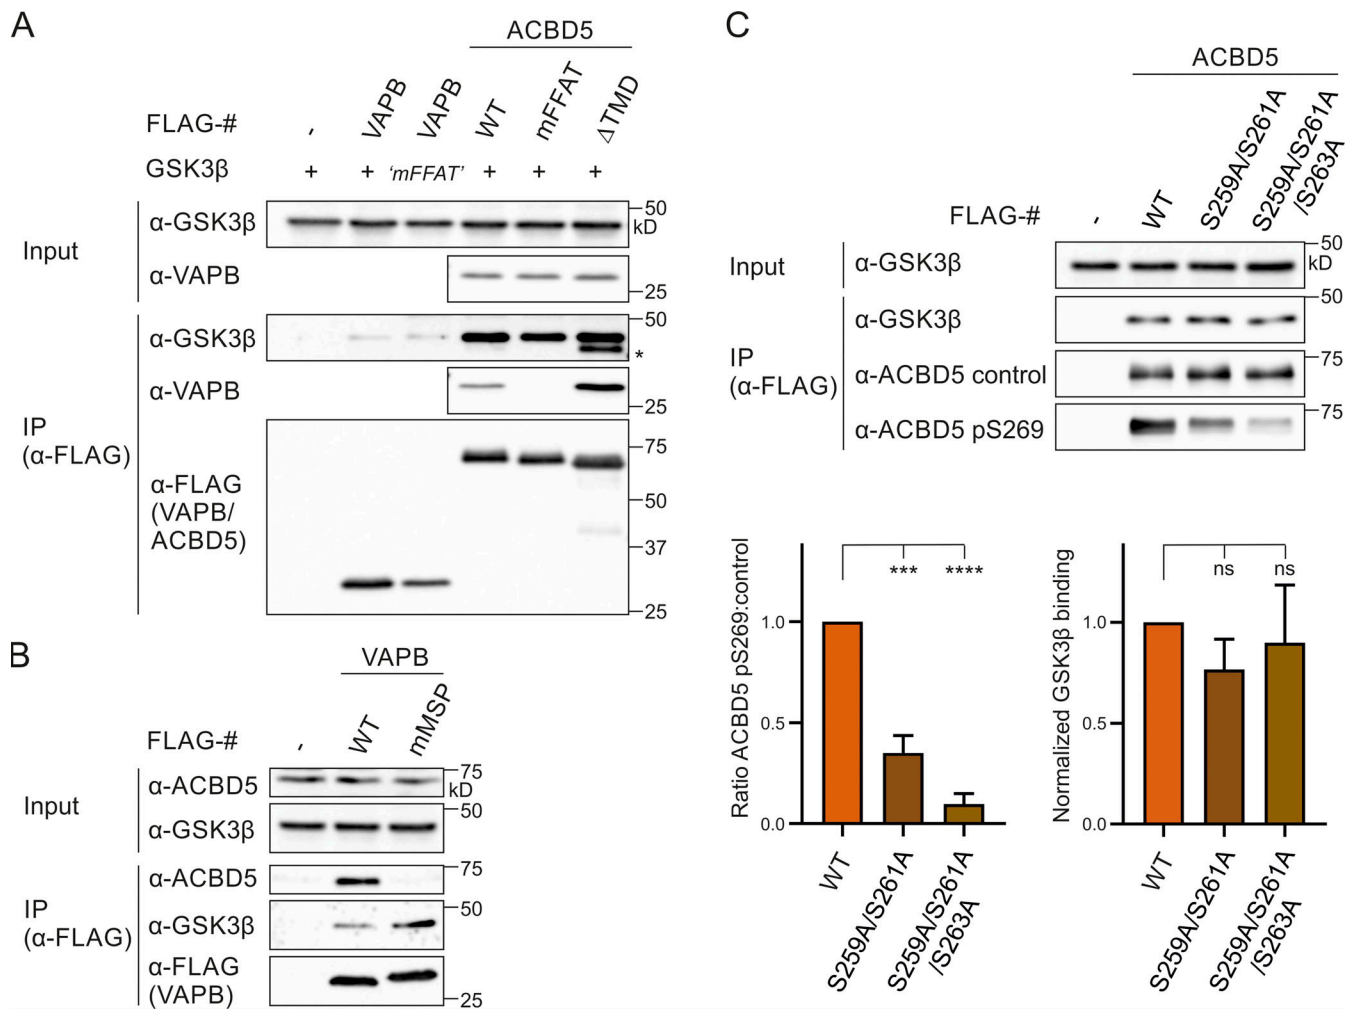 A
ACBD5
FLAG-# - VAPB VAPB WT mFFAT ΔTMD
GSK3β + + 'mFFAT' + + +
Input
α-GSK3β 50
kD
α-VAPB 25
IP
(α-FLAG)
α-GSK3β 50
*
α-VAPB 25
α-FLAG
(VAPB/
ACBD5)
75
50
37
25
B
VAPB
FLAG-# - WT mMSP
Input
α-ACBD5 75
kD
α-GSK3β 50
IP
(α-FLAG)
α-ACBD5 75
α-GSK3β 50
α-FLAG
(VAPB)
25
C
ACBD5
FLAG-# - WT S259A/S261A S259A/S261A
/S263A
Input α-GSK3β 50
kD
IP
(α-FLAG)
α-GSK3β 50
α-ACBD5 control 75
α-ACBD5 pS269 75
Ratio ACBD5 pS269:control
*** ****
1.0
0.5
0.0
WT
S259A/S261A
S259A/S261A
/S263A
Normalized GSK3β binding
ns ns
1.0
0.5
0.0
WT
S259A/S261A
S259A/S261A
/S263A